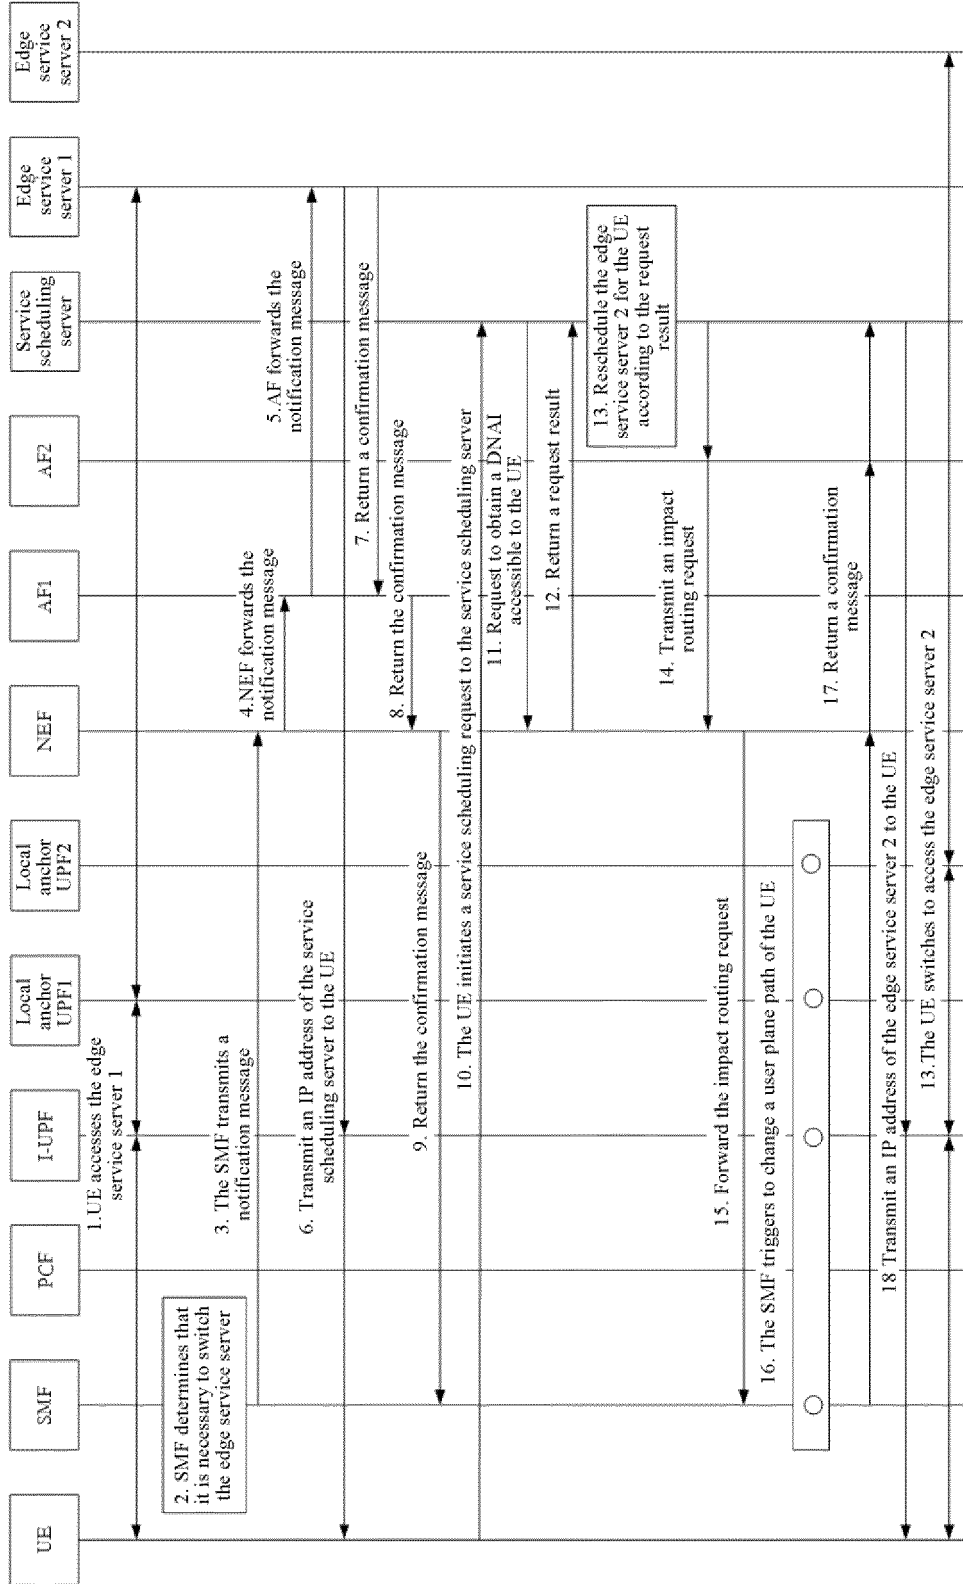 UE
SMF
PCF
I-UPF
Local
anchor
UPF1
Local
anchor
UPF2
NEF
AF1
AF2
Service
scheduling
server
Edge
service
server 1
Edge
service
server 2
1.UE accesses the edge
service server 1
2. SMF determines that
it is necessary to switch
the edge service server
3. The SMF transmits a
notification message
4.NEF forwards the
notification message
5.AF forwards the
notification message
6. Transmit an IP address of the service
scheduling server to the UE
7. Return a confirmation message
8. Return the confirmation message
9. Return the confirmation message
10. The UE initiates a service scheduling request to the service scheduling server
11. Request to obtain a DNAI
accessible to the UE
12. Return a request result
13. Reschedule the edge
service server 2 for the UE
according to the request
result
14. Transmit an impact
routing request
15. Forward the impact routing request
16. The SMF triggers to change a user plane path of the UE
17. Return a confirmation
message
18 Transmit an IP address of the edge service server 2 to the UE
13.The UE switches to access the edge service server 2